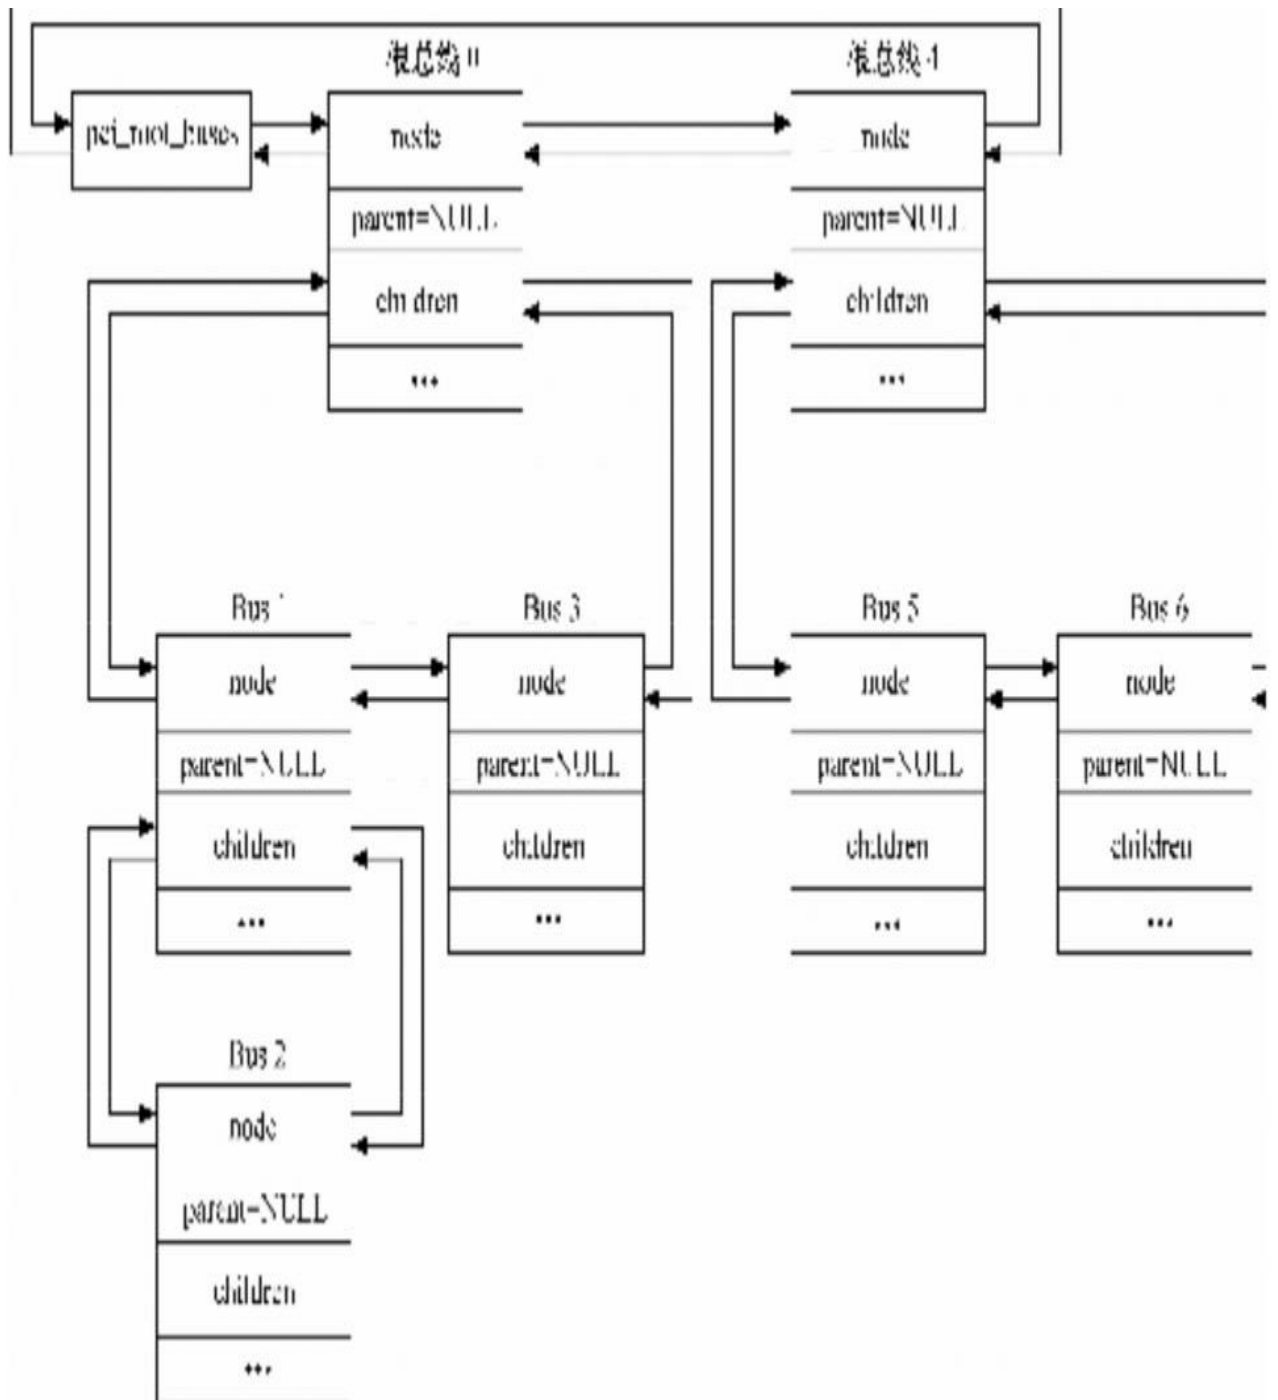 根总线 0
根总线 4
pci_root_buses
node
node
parent=NULL
parent=NULL
children
children
...
...
Bus 1
Bus 3
Bus 5
Bus 6
node
node
node
node
parent=NULL
parent=NULL
parent=NULL
parent=NULL
children
children
children
children
...
...
...
...
Bus 2
node
parent=NULL
children
...